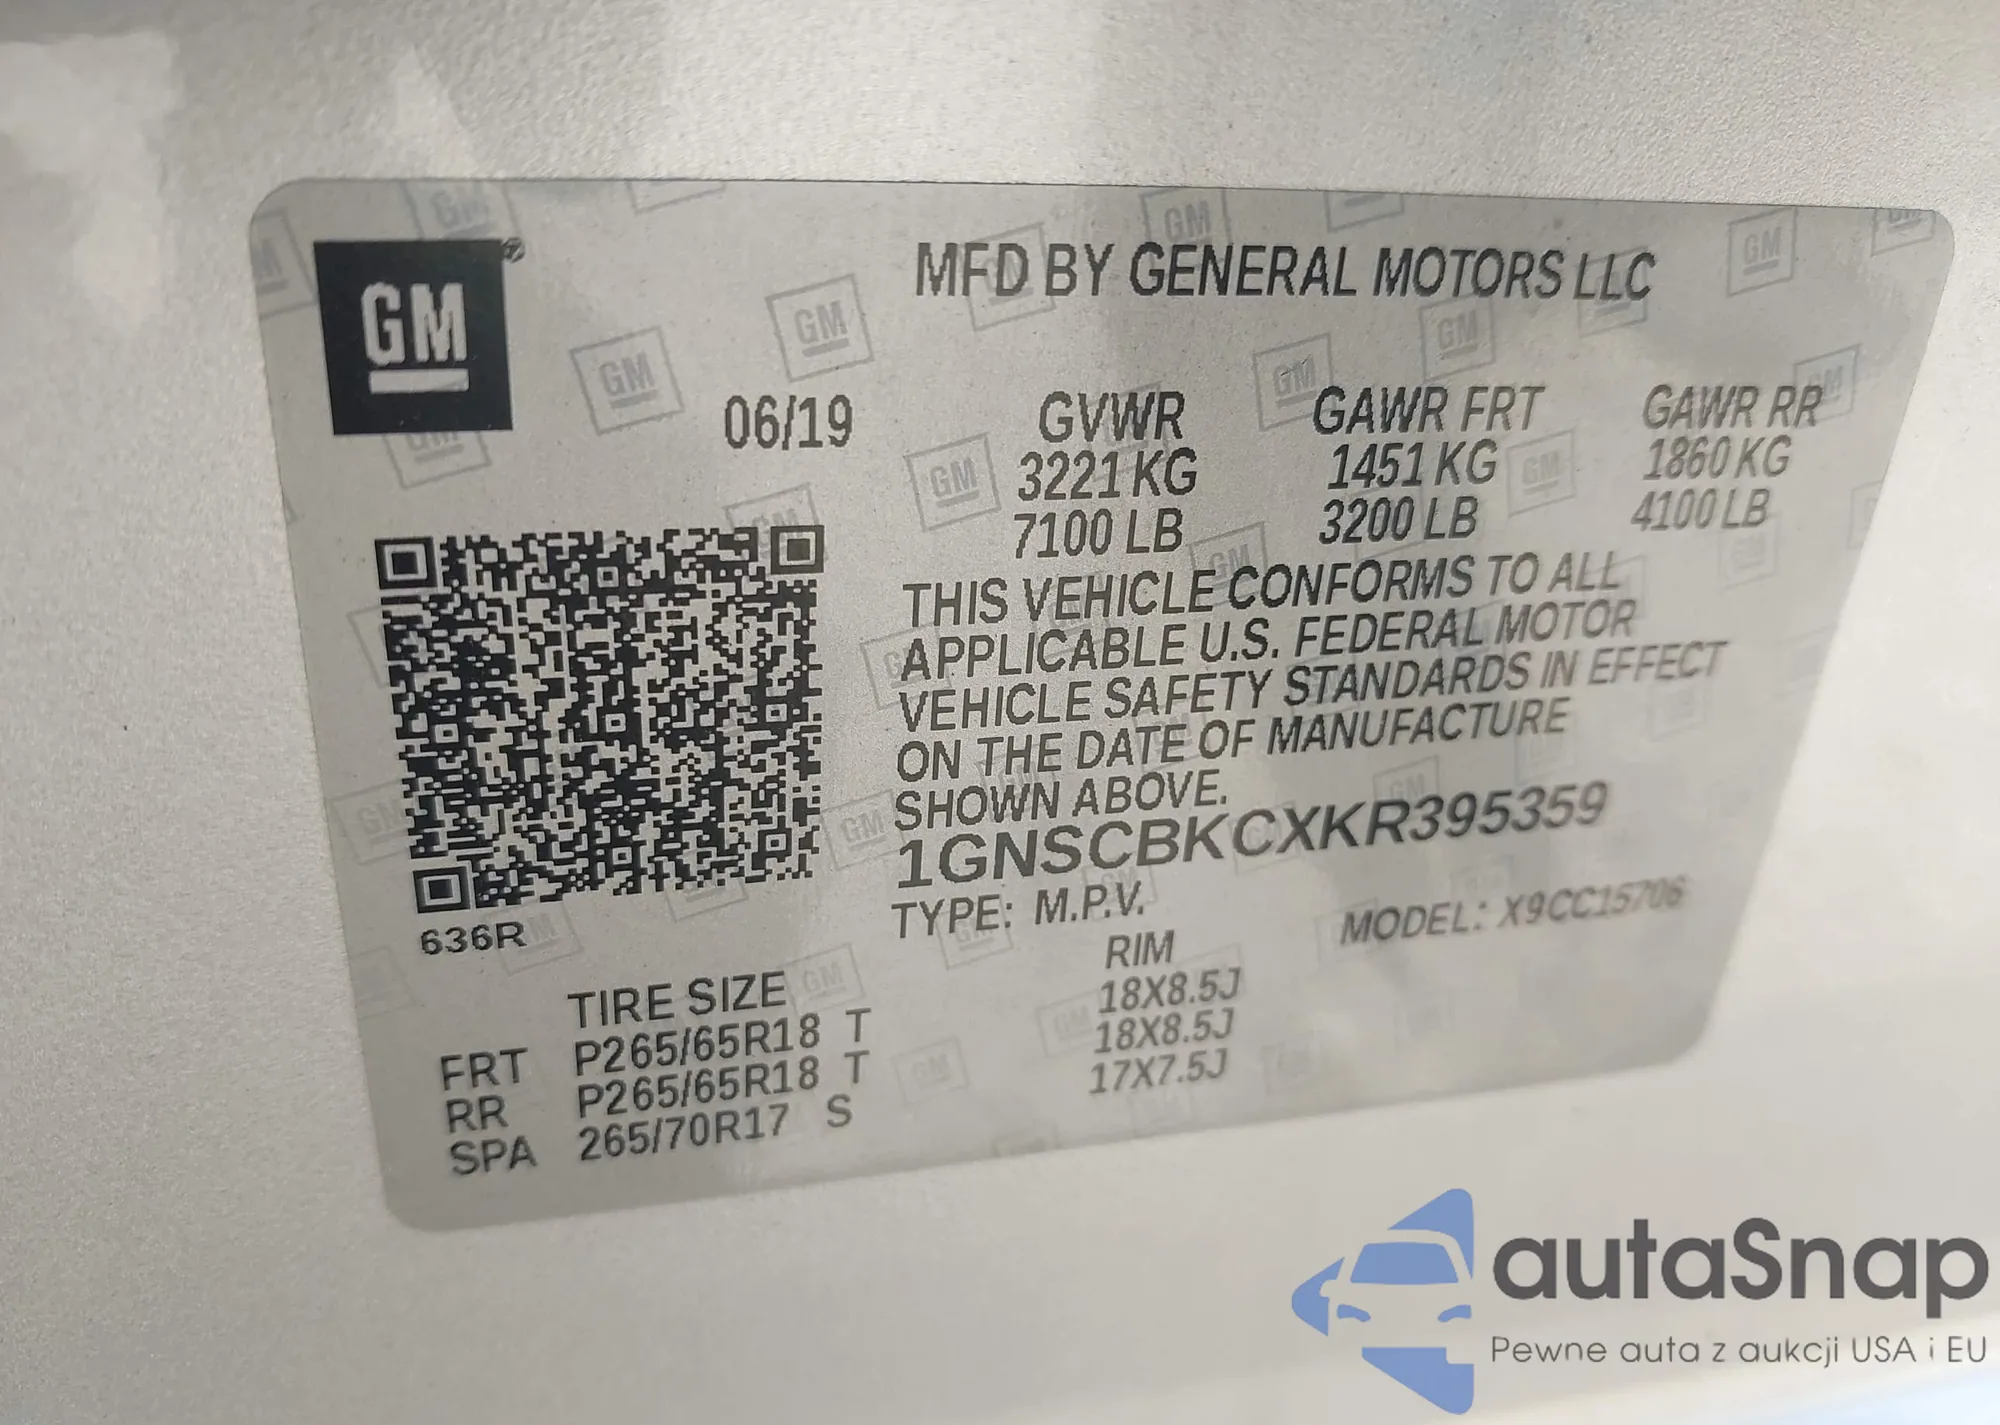 GM®
MFD BY GENERAL MOTORS LLC
06/19
GVWR GAWR FRT GAWR RR
3221 KG 1451 KG 1860 KG
7100 LB 3200 LB 4100 LB
THIS VEHICLE CONFORMS TO ALL
APPLICABLE U.S. FEDERAL MOTOR
VEHICLE SAFETY STANDARDS IN EFFECT
ON THE DATE OF MANUFACTURE
SHOWN ABOVE.
1GNSCBKCXKR395359
TYPE: M.P.V. MODEL: X9CC15706
636R
TIRE SIZE RIM
FRT P265/65R18 T 18X8.5J
RR P265/65R18 T 18X8.5J
SPA 265/70R17 S 17X7.5J
autaSnap
Pewne auta z aukcji USA i EU